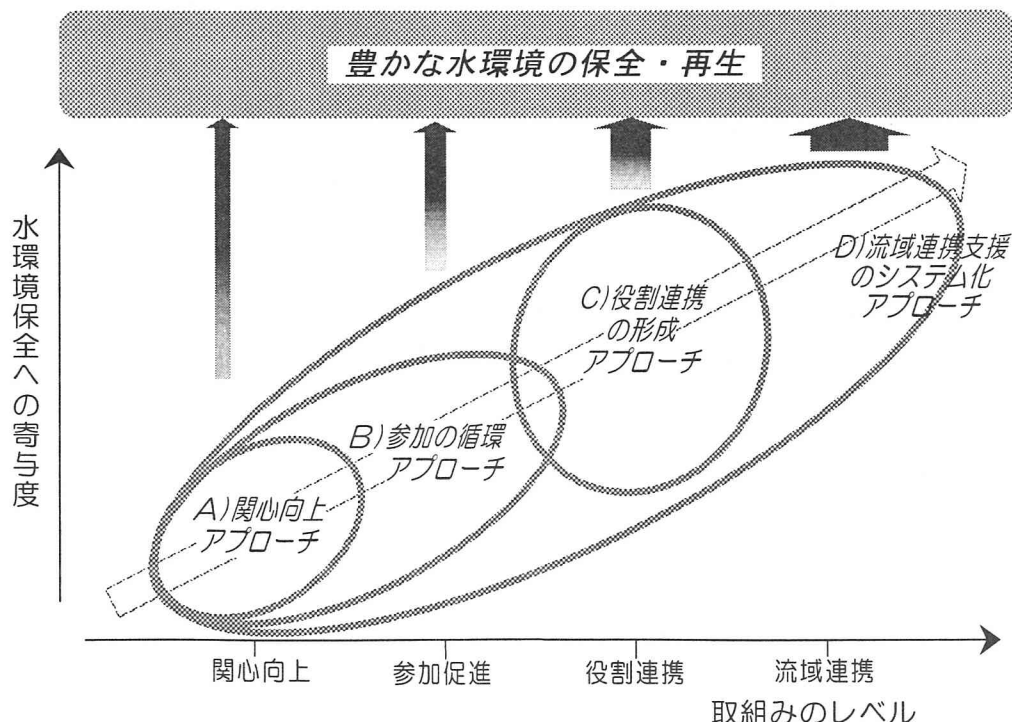 豊かな水環境の保全・再生
水環境保全への寄与度
D)流域連携支援
のシステム化
アプローチ
C)役割連携
の形成
アプローチ
B)参加の循環
アプローチ
A)関心向上
アプローチ
関心向上
参加促進
役割連携
流域連携
取組みのレベル